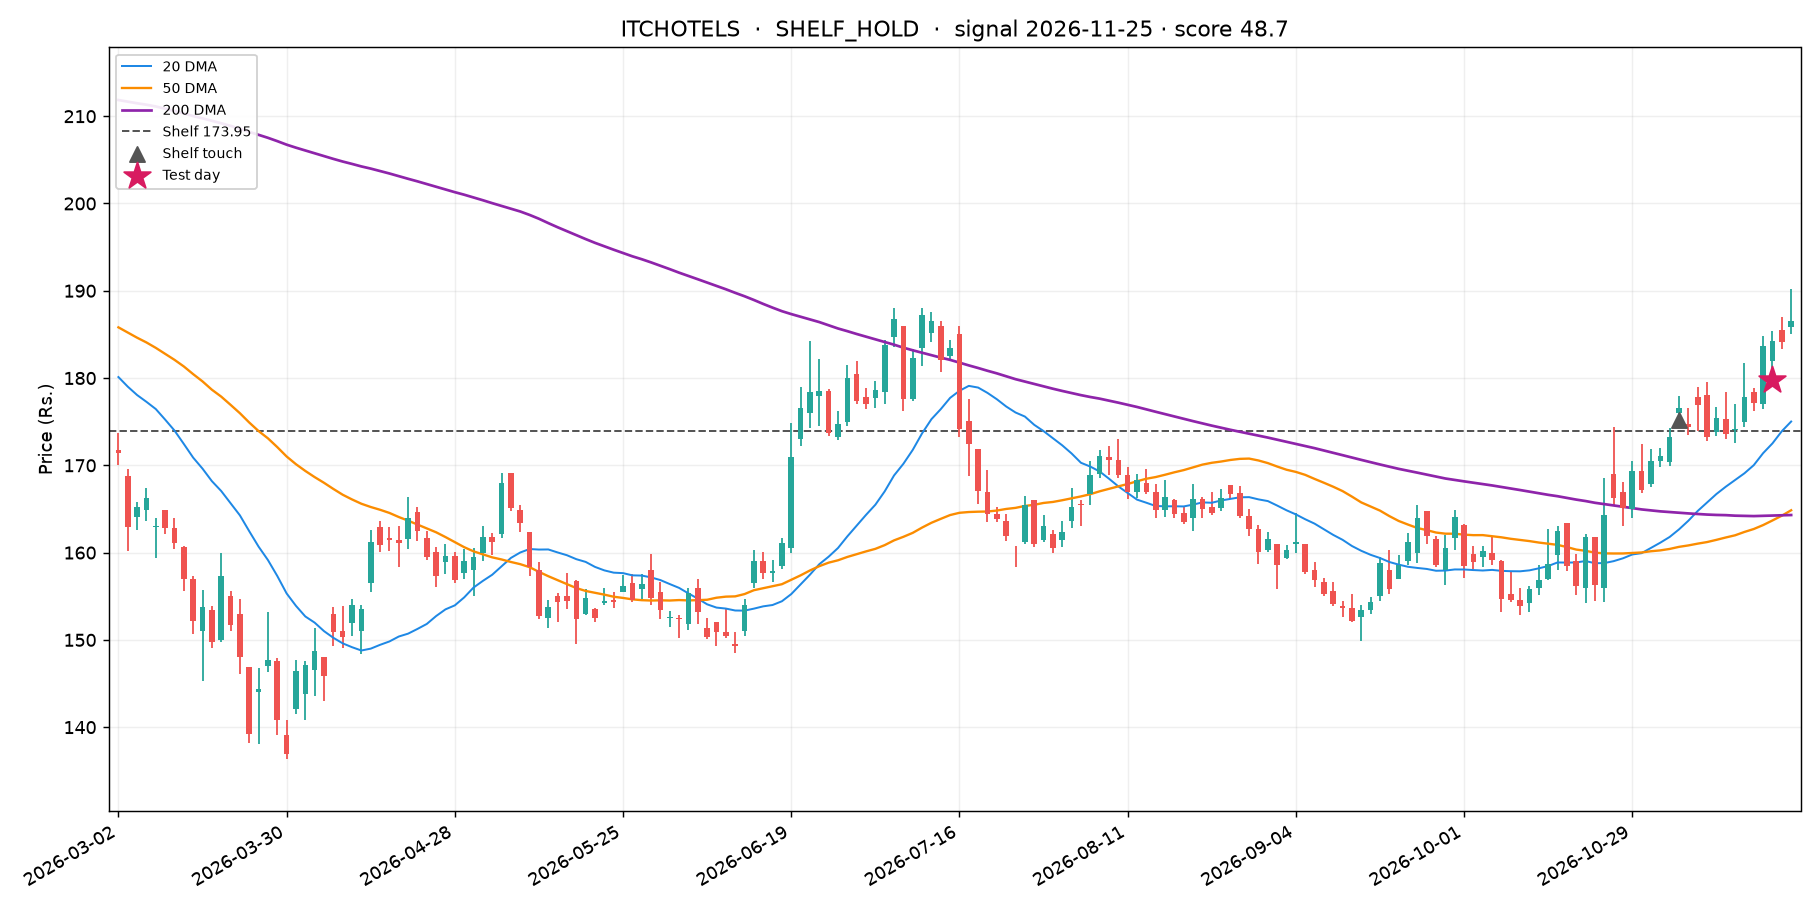 ITCHOTELS · SHELF_HOLD · signal 2026-11-25 · score 48.7
20 DMA
50 DMA
200 DMA
Shelf 173.95
Shelf touch
Test day
Price (Rs.)
210
200
190
180
170
160
150
140
2026-03-02
2026-03-30
2026-04-28
2026-05-25
2026-06-19
2026-07-16
2026-08-11
2026-09-04
2026-10-01
2026-10-29